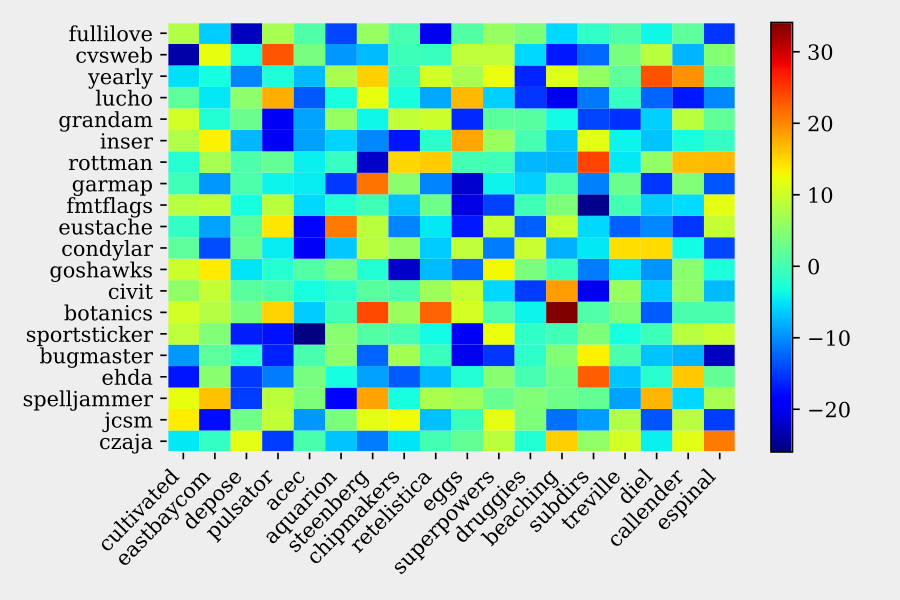 fullilove
cvsweb
yearly
lucho
grandam
inser
rottman
garmap
fmtflags
eustache
condylar
goshawks
civit
botanics
sportsticker
bugmaster
ehda
spelljammer
jcsm
czaja
cultivated
eastbaycom
depose
pulsator
acec
aquarion
steenberg
chipmakers
retelistica
eggs
superpowers
druggies
beaching
subdirs
treville
diel
callender
espinal
30
20
10
0
−10
−20